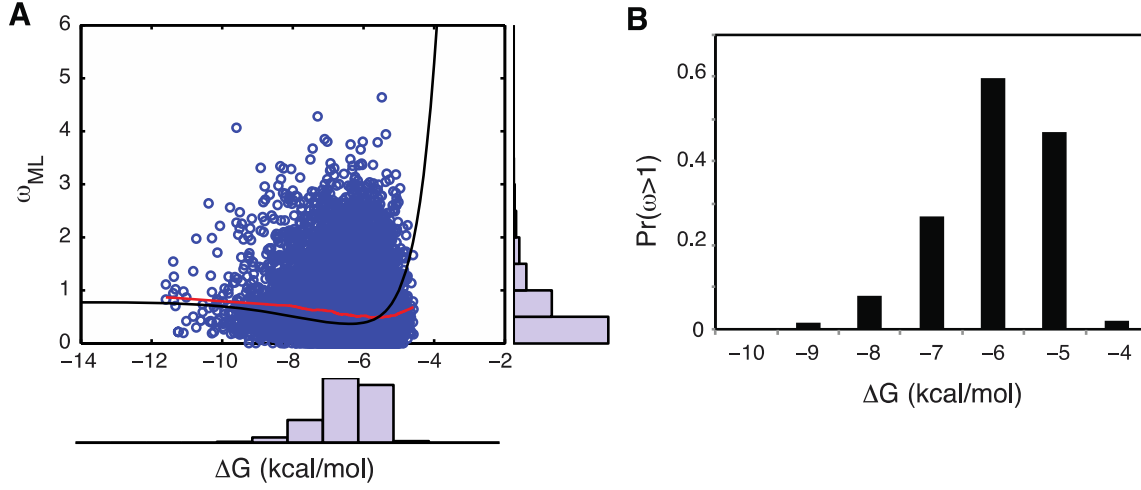 A
6
5
4
3
2
1
0
ω_ML
−14 −12 −10 −8 −6 −4 −2
ΔG (kcal/mol)
B
0.6
0.4
0.2
0
Pr(ω>1)
−10 −9 −8 −7 −6 −5 −4
ΔG (kcal/mol)